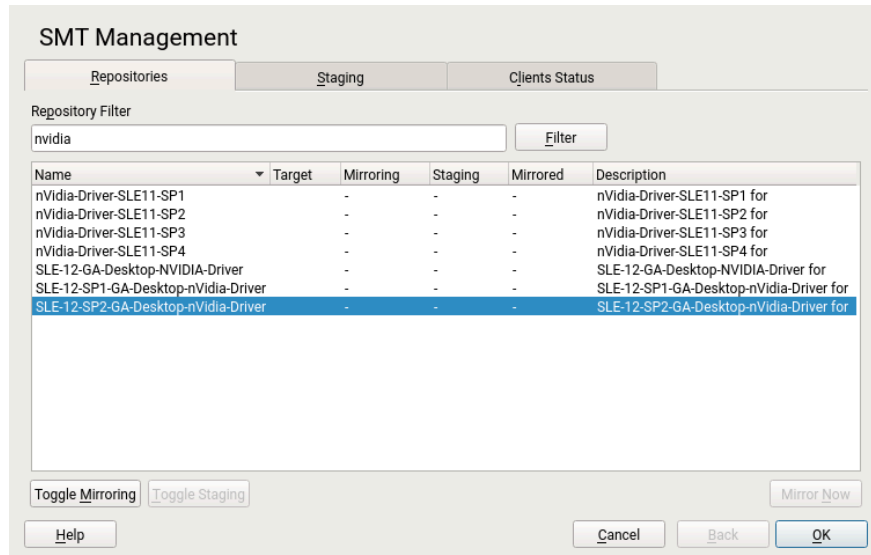 SMT Management
Repositories Staging Clients Status
Repository Filter
nvidia Filter
Name Target Mirroring Staging Mirrored Description
nVidia-Driver-SLE11-SP1 - - - nVidia-Driver-SLE11-SP1 for
nVidia-Driver-SLE11-SP2 - - - nVidia-Driver-SLE11-SP2 for
nVidia-Driver-SLE11-SP3 - - - nVidia-Driver-SLE11-SP3 for
nVidia-Driver-SLE11-SP4 - - - nVidia-Driver-SLE11-SP4 for
SLE-12-GA-Desktop-NVIDIA-Driver - - - SLE-12-GA-Desktop-NVIDIA-Driver for
SLE-12-SP1-GA-Desktop-nVidia-Driver - - - SLE-12-SP1-GA-Desktop-nVidia-Driver for
SLE-12-SP2-GA-Desktop-nVidia-Driver - - - SLE-12-SP2-GA-Desktop-nVidia-Driver for
Toggle Mirroring Toggle Staging Mirror Now
Help Cancel Back OK